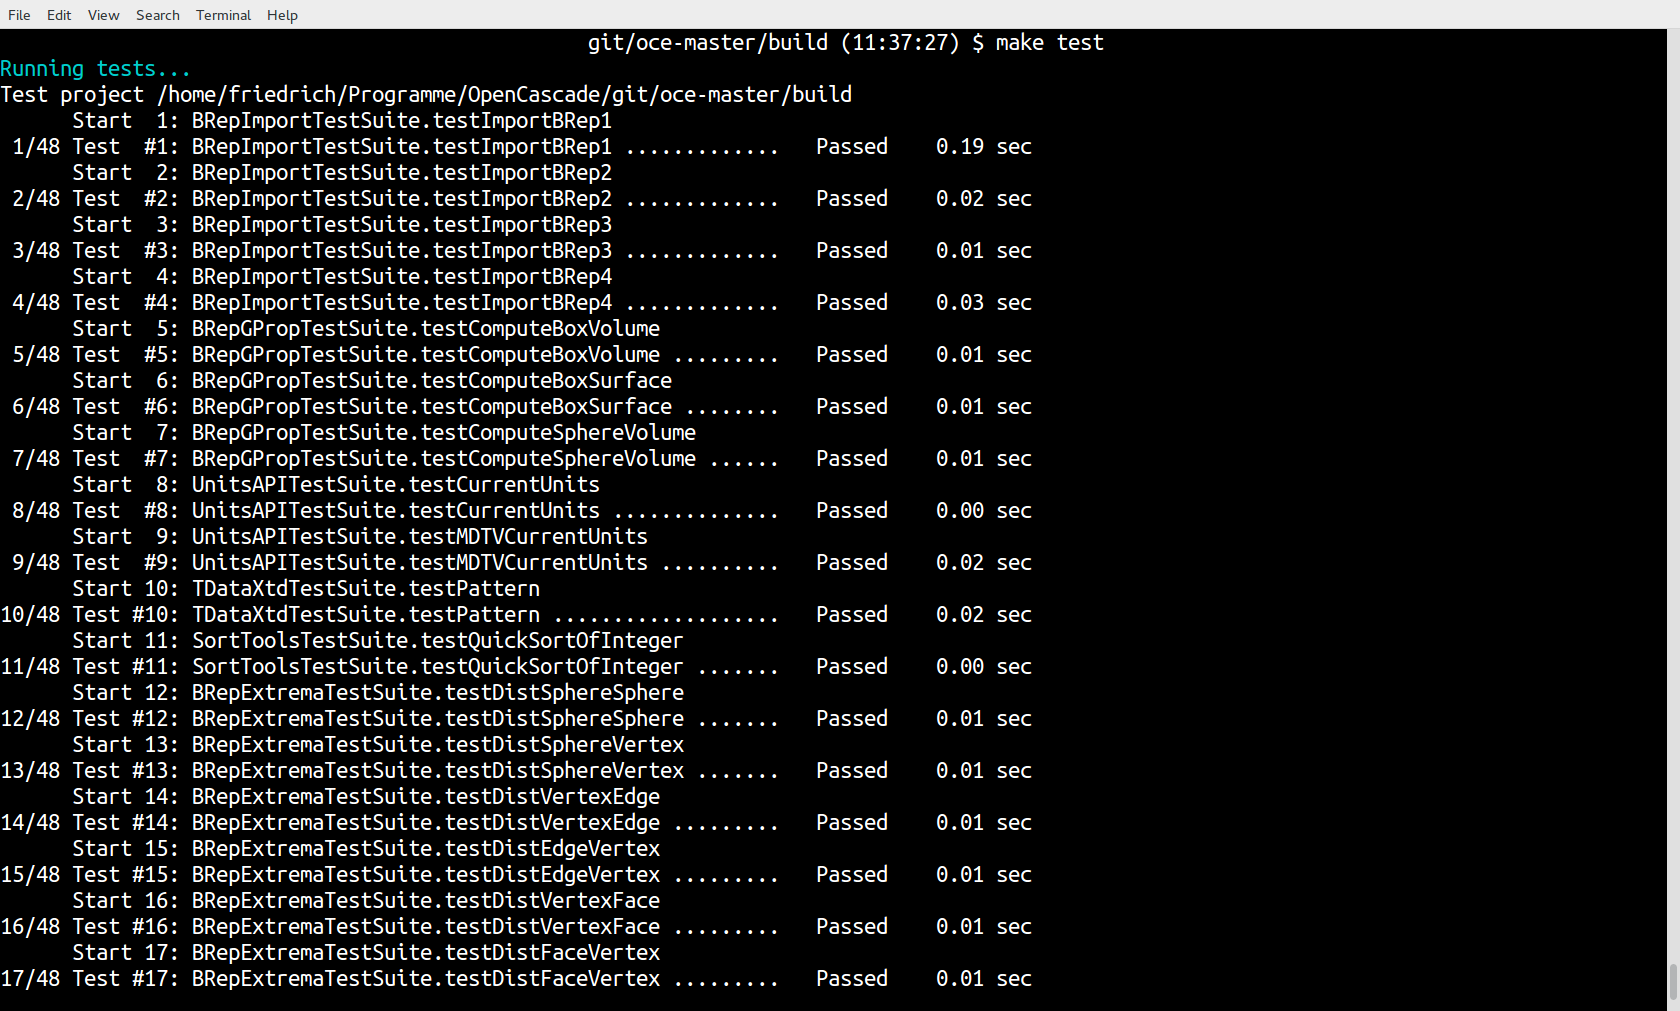 File Edit View Search Terminal Help
git/oce-master/build (11:37:27) $ make test
Running tests...
Test project /home/friedrich/Programme/OpenCascade/git/oce-master/build
      Start  1: BRepImportTestSuite.testImportBRep1
 1/48 Test  #1: BRepImportTestSuite.testImportBRep1 .............   Passed    0.19 sec
      Start  2: BRepImportTestSuite.testImportBRep2
 2/48 Test  #2: BRepImportTestSuite.testImportBRep2 .............   Passed    0.02 sec
      Start  3: BRepImportTestSuite.testImportBRep3
 3/48 Test  #3: BRepImportTestSuite.testImportBRep3 .............   Passed    0.01 sec
      Start  4: BRepImportTestSuite.testImportBRep4
 4/48 Test  #4: BRepImportTestSuite.testImportBRep4 .............   Passed    0.03 sec
      Start  5: BRepGPropTestSuite.testComputeBoxVolume
 5/48 Test  #5: BRepGPropTestSuite.testComputeBoxVolume .........   Passed    0.01 sec
      Start  6: BRepGPropTestSuite.testComputeBoxSurface
 6/48 Test  #6: BRepGPropTestSuite.testComputeBoxSurface ........   Passed    0.01 sec
      Start  7: BRepGPropTestSuite.testComputeSphereVolume
 7/48 Test  #7: BRepGPropTestSuite.testComputeSphereVolume ......   Passed    0.01 sec
      Start  8: UnitsAPITestSuite.testCurrentUnits
 8/48 Test  #8: UnitsAPITestSuite.testCurrentUnits ..............   Passed    0.00 sec
      Start  9: UnitsAPITestSuite.testMDTVCurrentUnits
 9/48 Test  #9: UnitsAPITestSuite.testMDTVCurrentUnits ..........   Passed    0.02 sec
      Start 10: TDataXtdTestSuite.testPattern
10/48 Test #10: TDataXtdTestSuite.testPattern ...................   Passed    0.02 sec
      Start 11: SortToolsTestSuite.testQuickSortOfInteger
11/48 Test #11: SortToolsTestSuite.testQuickSortOfInteger .......   Passed    0.00 sec
      Start 12: BRepExtremaTestSuite.testDistSphereSphere
12/48 Test #12: BRepExtremaTestSuite.testDistSphereSphere .......   Passed    0.01 sec
      Start 13: BRepExtremaTestSuite.testDistSphereVertex
13/48 Test #13: BRepExtremaTestSuite.testDistSphereVertex .......   Passed    0.01 sec
      Start 14: BRepExtremaTestSuite.testDistVertexEdge
14/48 Test #14: BRepExtremaTestSuite.testDistVertexEdge .........   Passed    0.01 sec
      Start 15: BRepExtremaTestSuite.testDistEdgeVertex
15/48 Test #15: BRepExtremaTestSuite.testDistEdgeVertex .........   Passed    0.01 sec
      Start 16: BRepExtremaTestSuite.testDistVertexFace
16/48 Test #16: BRepExtremaTestSuite.testDistVertexFace .........   Passed    0.01 sec
      Start 17: BRepExtremaTestSuite.testDistFaceVertex
17/48 Test #17: BRepExtremaTestSuite.testDistFaceVertex .........   Passed    0.01 sec